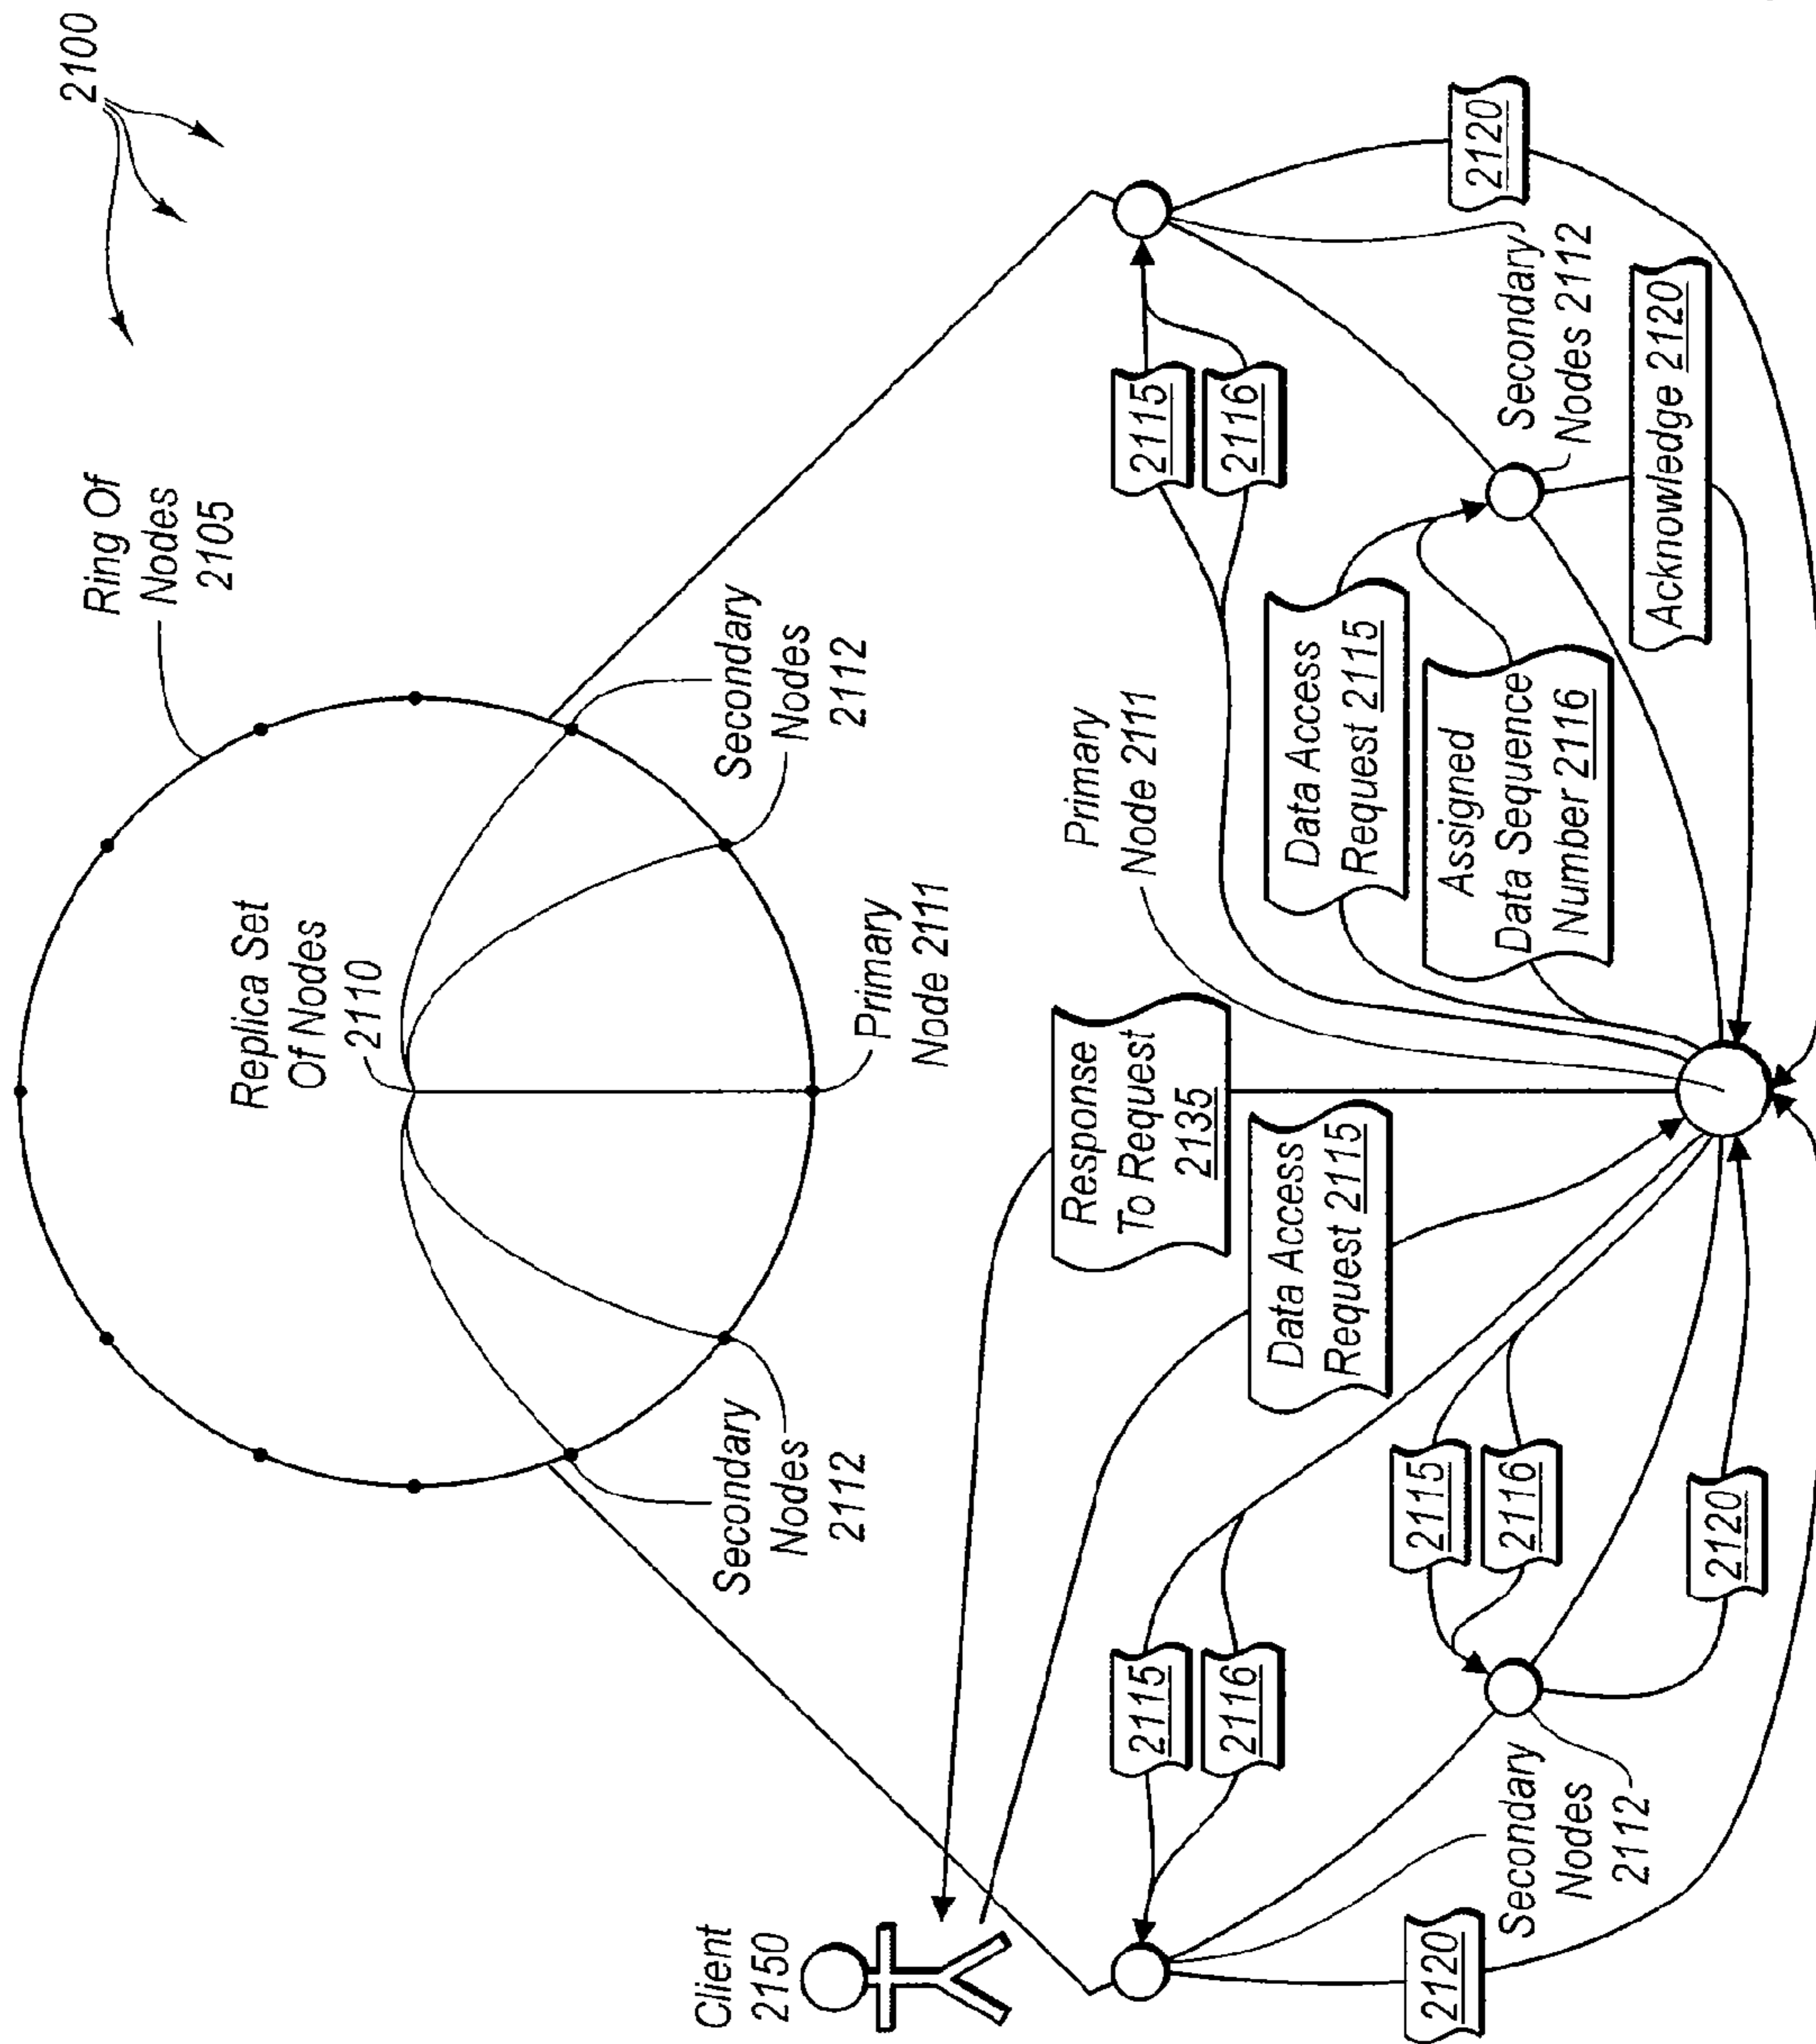 2100
Ring Of
Nodes
2105
Replica Set
Of Nodes
2110
Client
2150
Secondary
Nodes
2112
Secondary
Nodes
2112
Primary
Node 2111
Response
To Request
2135
Primary
Node 2111
2115
2116
2115
2116
Data Access
Request 2115
Data Access
Request 2115
2115
2116
Assigned
Data Sequence
Number 2116
2120
Secondary
Nodes
2112
Secondary
Nodes 2112
2120
2120
Acknowledge 2120